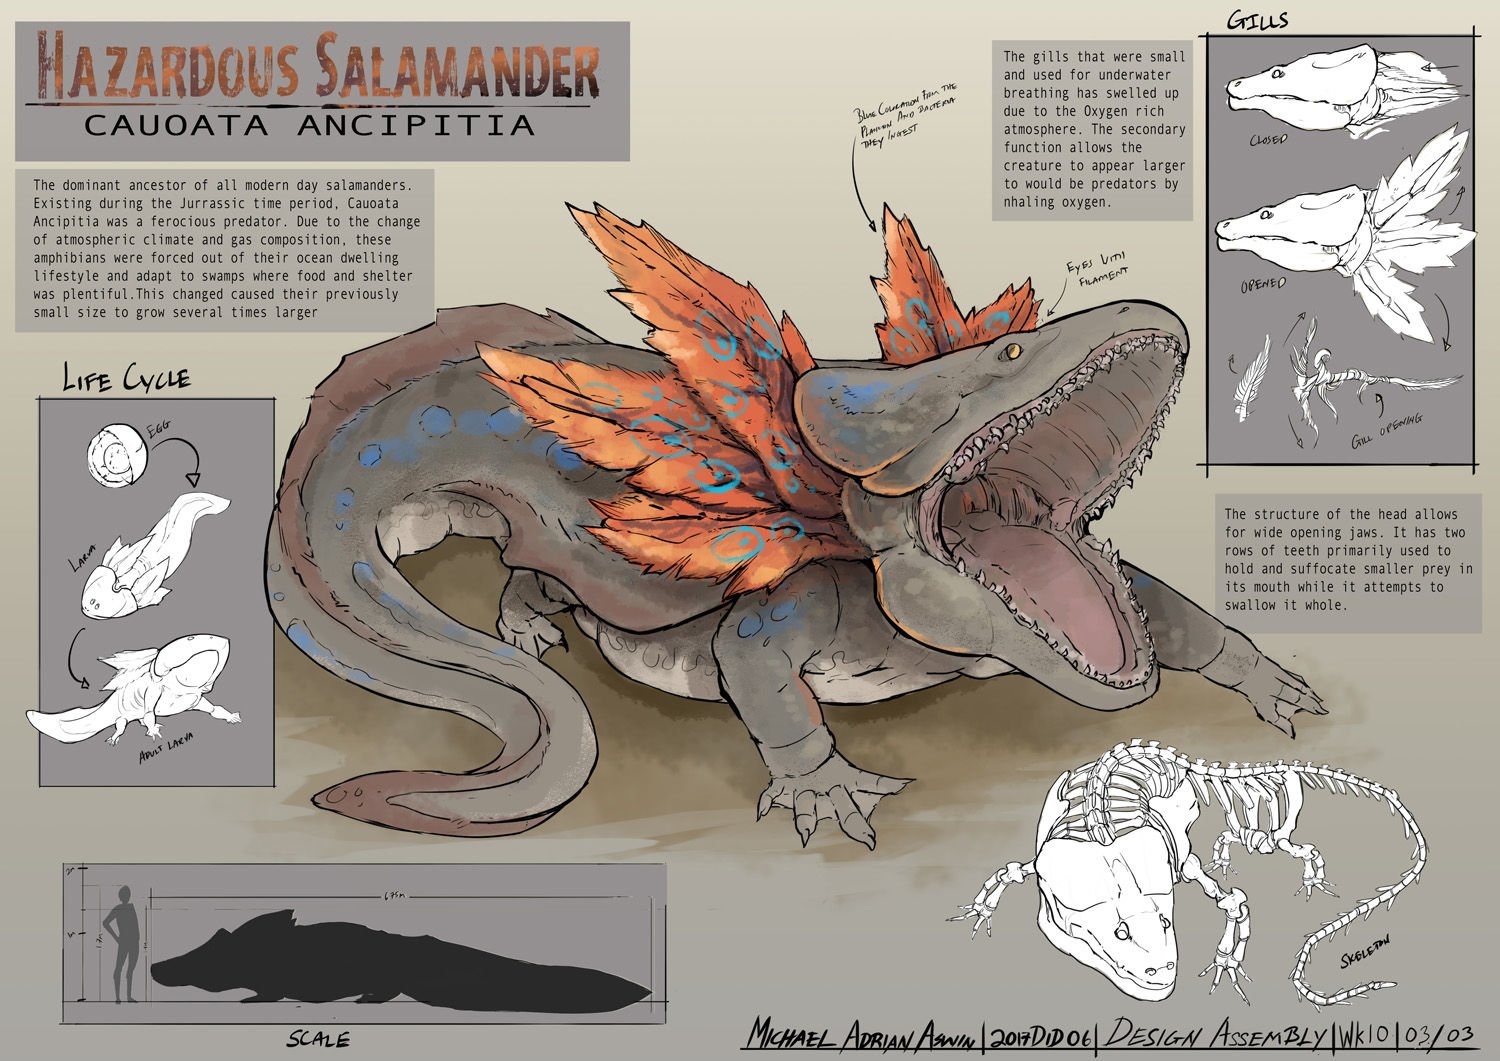 HAZARDOUS SALAMANDER
CAUOATA ANCIPITIA
The dominant ancestor of all modern day salamanders.
Existing during the Jurrassic time period, Cauoata
Ancipitia was a ferocious predator. Due to the change
of atmospheric climate and gas composition, these
amphibians were forced out of their ocean dwelling
lifestyle and adapt to swamps where food and shelter
was plentiful.This changed caused their previously
small size to grow several times larger
BLUE COLORATION FROM THE
PLANKTON AND BACTERIA
THEY INGEST
The gills that were small
and used for underwater
breathing has swelled up
due to the Oxygen rich
atmosphere. The secondary
function allows the
creature to appear larger
to would be predators by
nhaling oxygen.
GILLS
CLOSED
OPENED
GILL OPENING
EYES WITH
FILAMENT
The structure of the head allows
for wide opening jaws. It has two
rows of teeth primarily used to
hold and suffocate smaller prey in
its mouth while it attempts to
swallow it whole.
LIFE CYCLE
EGG
LARVA
ADULT LARVA
2m
1.7m
6.75m
SCALE
SKELETON
MICHAEL ADRIAN ASWIN | 2017DID06 | DESIGN ASSEMBLY | WK10 | 03/03